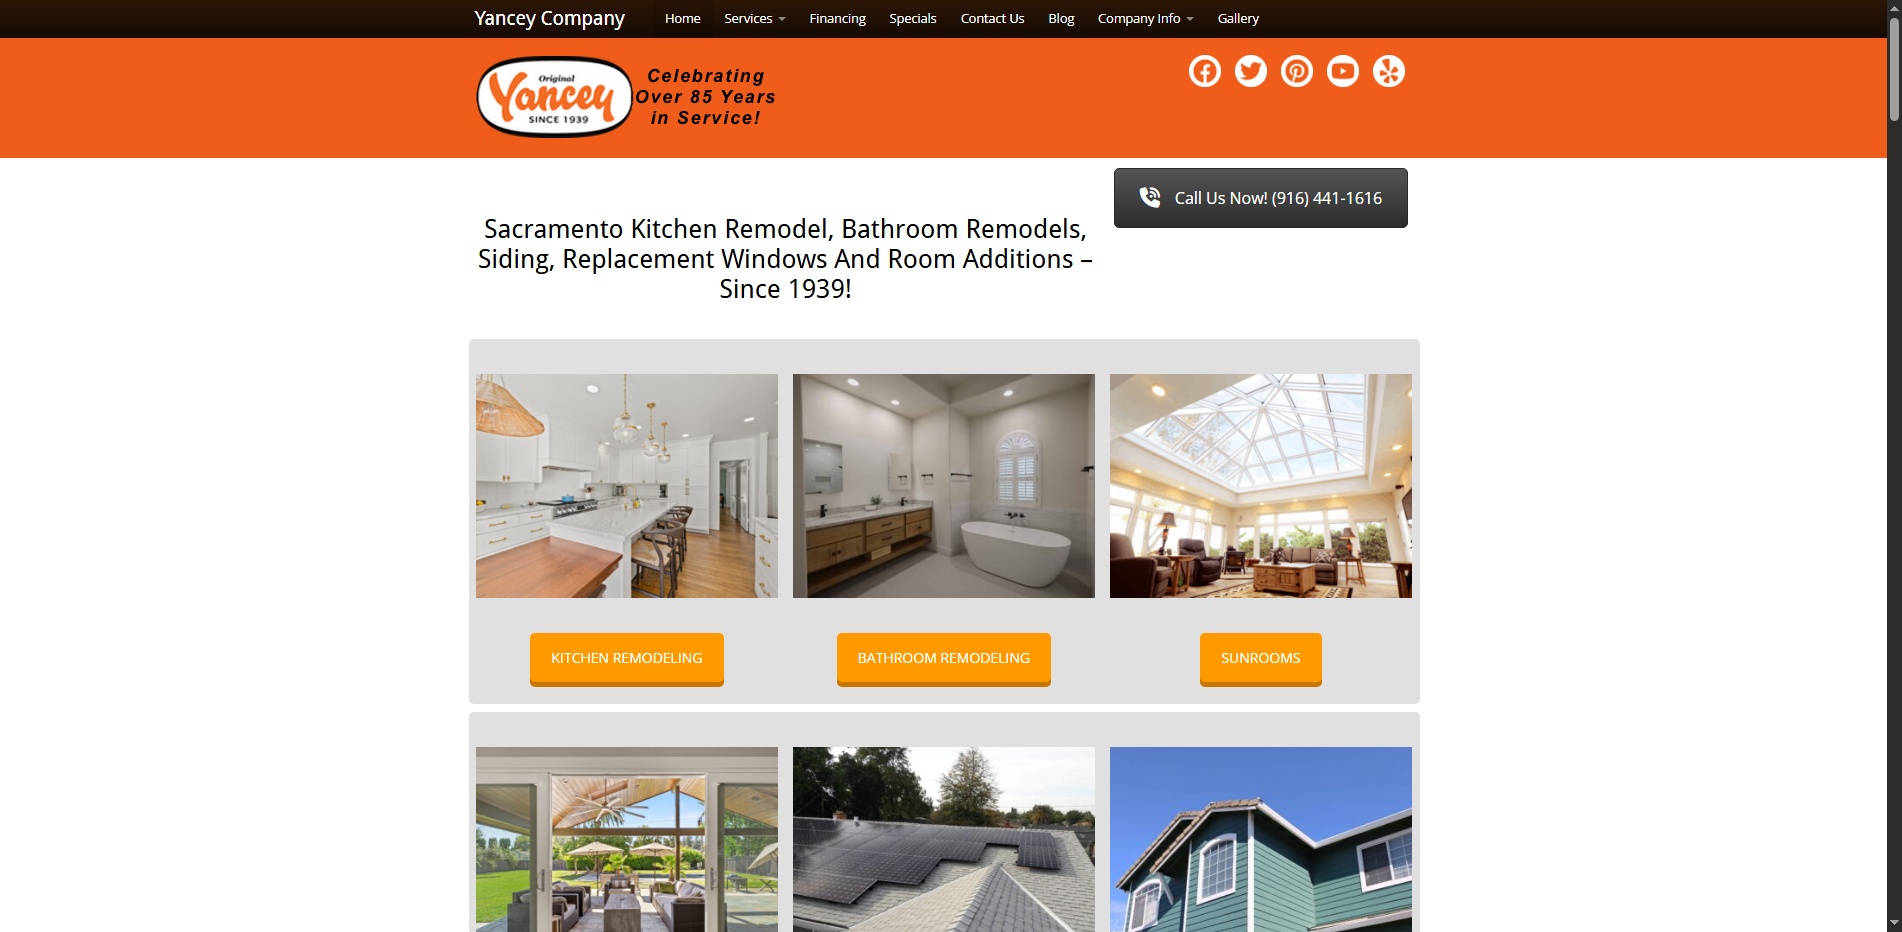 Yancey Company Home Services Financing Specials Contact Us Blog Company Info Gallery
Original
Yancey
SINCE 1939
Celebrating
Over 85 Years
in Service!
Call Us Now! (916) 441-1616
Sacramento Kitchen Remodel, Bathroom Remodels,
Siding, Replacement Windows And Room Additions –
Since 1939!
KITCHEN REMODELING
BATHROOM REMODELING
SUNROOMS